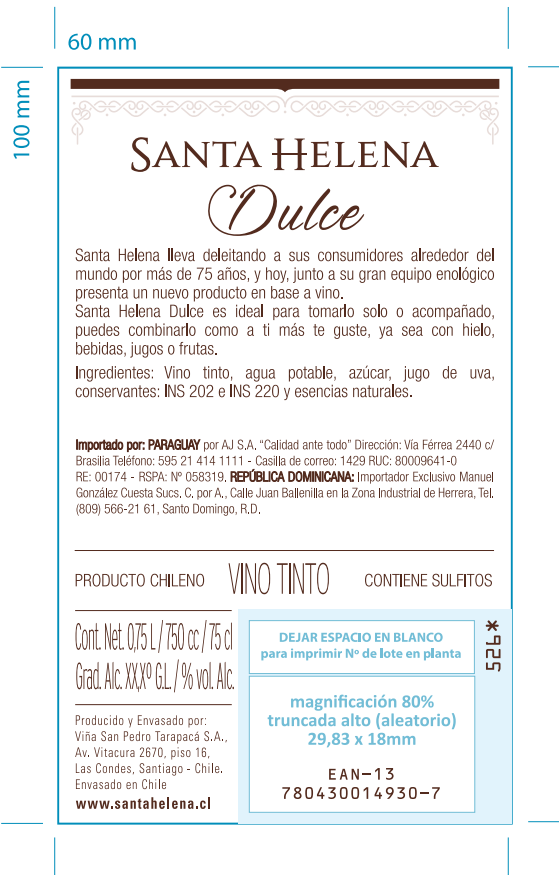 60 mm
100 mm
SANTA HELENA
Dulce
Santa Helena lleva deleitando a sus consumidores alrededor del
mundo por más de 75 años, y hoy, junto a su gran equipo enológico
presenta un nuevo producto en base a vino.
Santa Helena Dulce es ideal para tomarlo solo o acompañado,
puedes combinarlo como a ti más te guste, ya sea con hielo,
bebidas, jugos o frutas.
Ingredientes: Vino tinto, agua potable, azúcar, jugo de uva,
conservantes: INS 202 e INS 220 y esencias naturales.
Importado por: PARAGUAY por AJ S.A. “Calidad ante todo” Dirección: Vía Férrea 2440 c/
Brasilia Teléfono: 595 21 414 1111 - Casilla de correo: 1429 RUC: 80009641-0
RE: 00174 - RSPA: Nº 058319. REPÚBLICA DOMINICANA: Importador Exclusivo Manuel
González Cuesta Sucs. C. por A., Calle Juan Ballenilla en la Zona Industrial de Herrera, Tel.
(809) 566-21 61, Santo Domingo, R.D.
PRODUCTO CHILENO VINO TINTO CONTIENE SULFITOS
Cont. Net. 0,75 L / 750 cc / 75 cl
Grad. Alc. XX,Xº G.L. / % vol. Alc.
Producido y Envasado por:
Viña San Pedro Tarapacá S.A.,
Av. Vitacura 2670, piso 16,
Las Condes, Santiago - Chile.
Envasado en Chile
www.santahelena.cl
DEJAR ESPACIO EN BLANCO
para imprimir Nº de lote en planta
526*
magnificación 80%
truncada alto (aleatorio)
29,83 x 18mm
EAN-13
780430014930-7